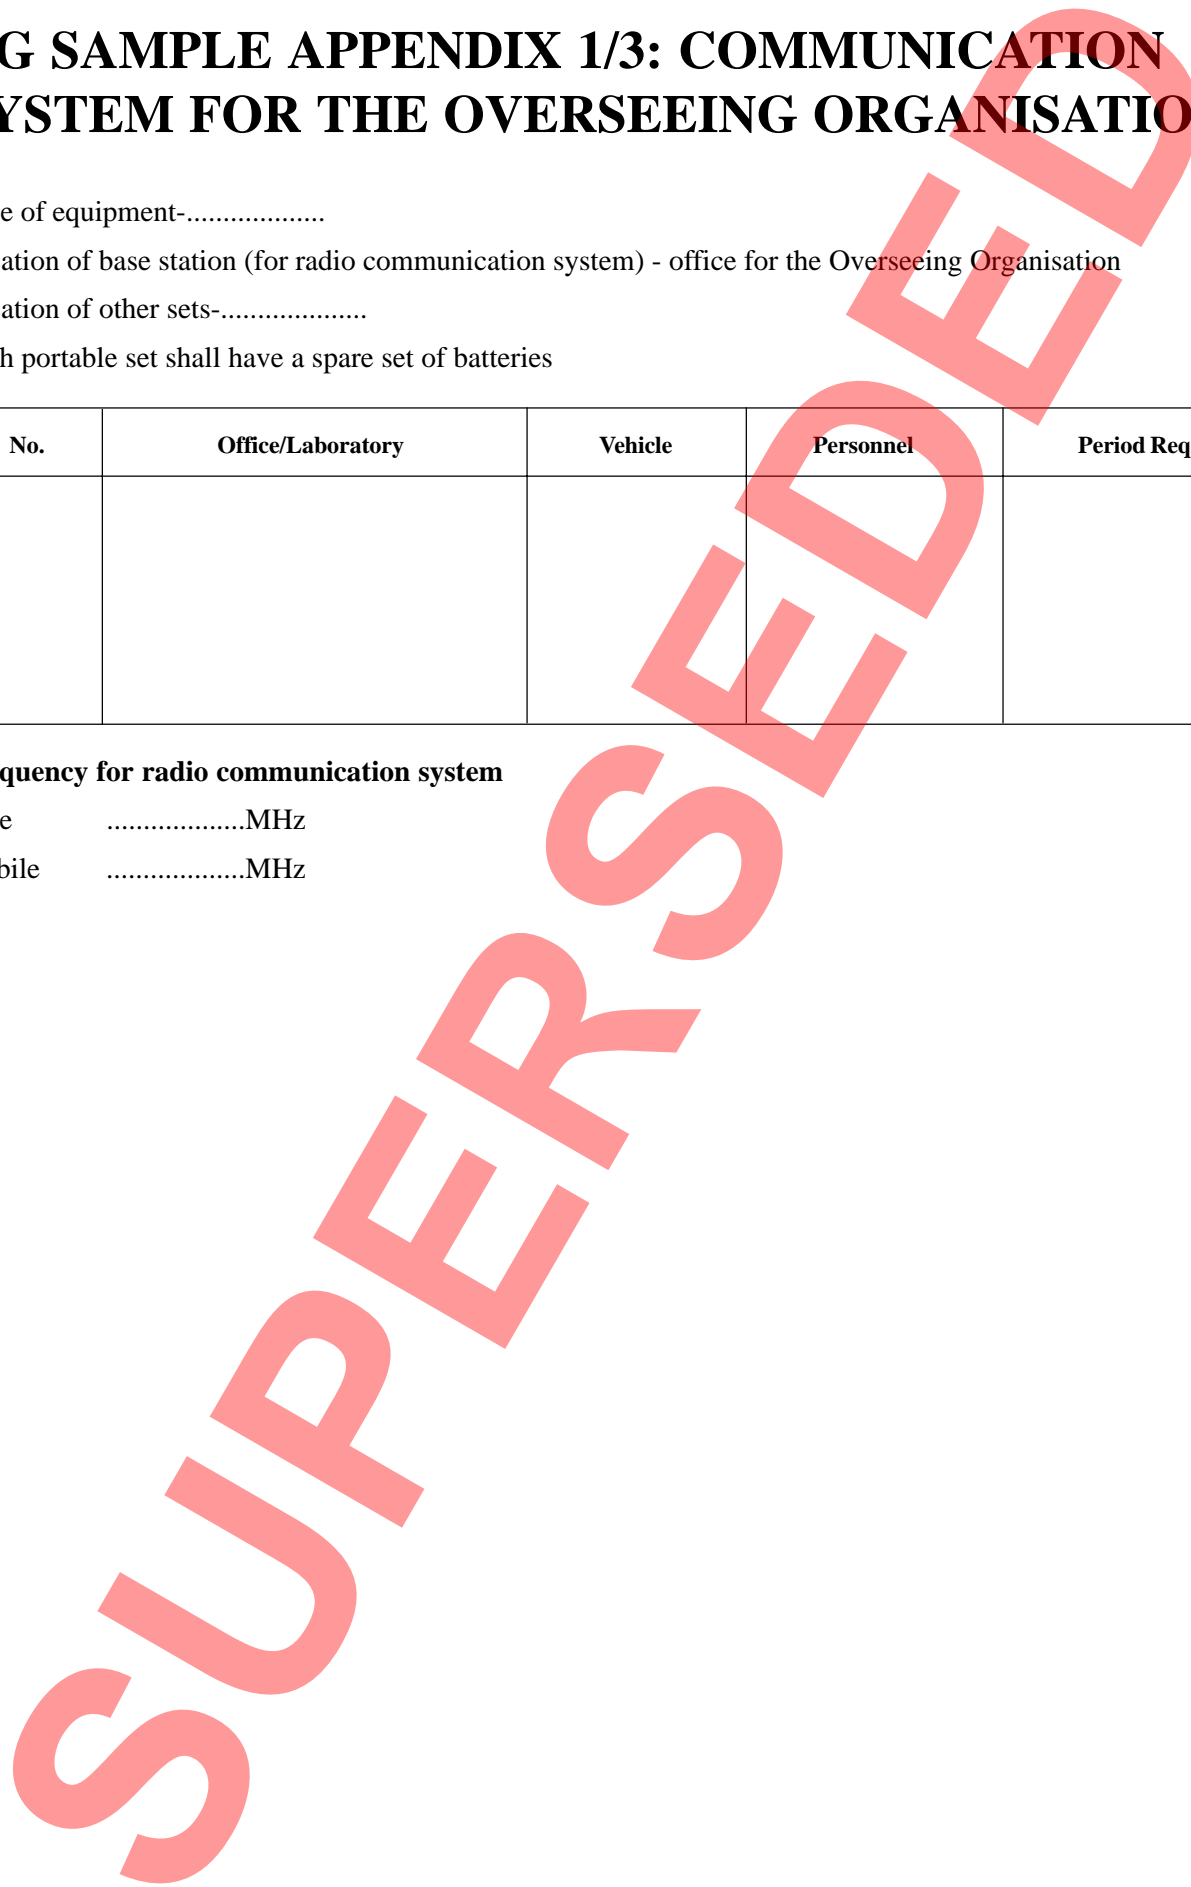 G SAMPLE APPENDIX 1/3: COMMUNICATION
YSTEM FOR THE OVERSEEING ORGANISATIO
e of equipment-...................
ation of base station (for radio communication system) - office for the Overseeing Organisation
ation of other sets-....................
h portable set shall have a spare set of batteries
No. Office/Laboratory Vehicle Personnel Period Req
quency for radio communication system
e ...................MHz
bile ...................MHz
SUPERSEDED